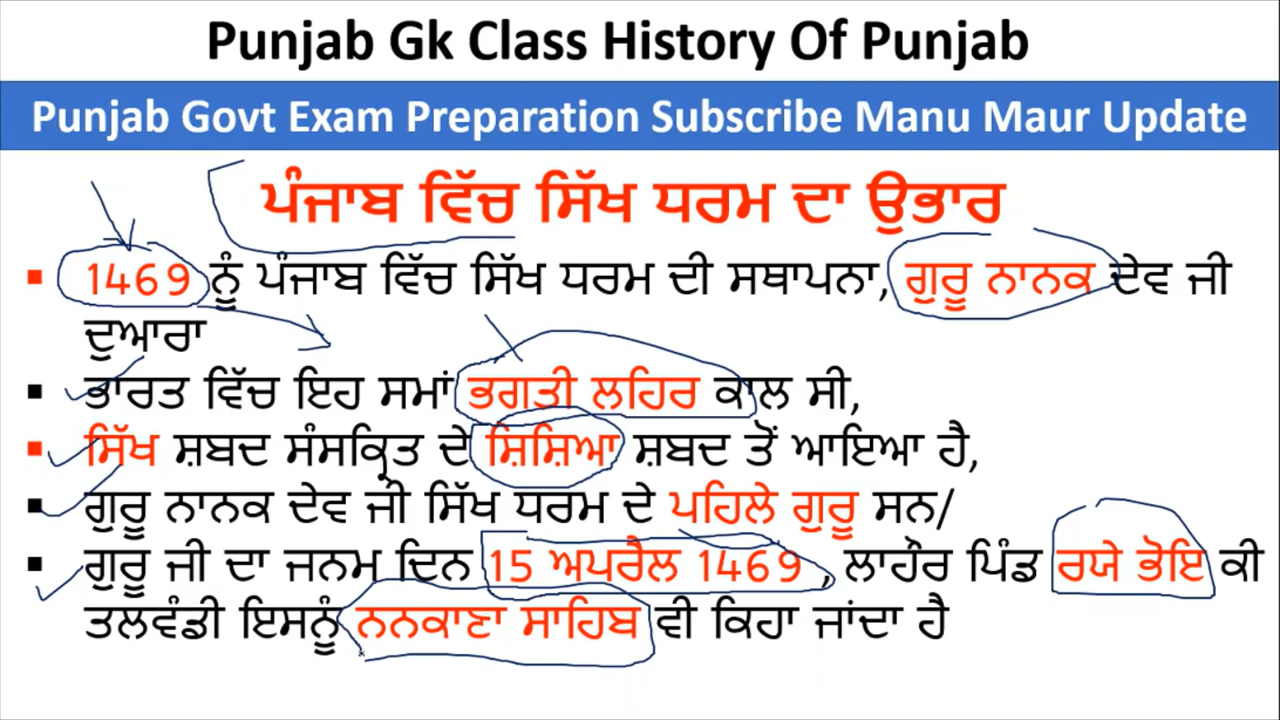 Punjab Gk Class History Of Punjab
Punjab Govt Exam Preparation Subscribe Manu Maur Update
ਪੰਜਾਬ ਵਿੱਚ ਸਿੱਖ ਧਰਮ ਦਾ ਉਭਾਰ
▪ 1469 ਨੂੰ ਪੰਜਾਬ ਵਿੱਚ ਸਿੱਖ ਧਰਮ ਦੀ ਸਥਾਪਨਾ, ਗੁਰੂ ਨਾਨਕ ਦੇਵ ਜੀ
ਦੁਆਰਾ
▪ ਭਾਰਤ ਵਿੱਚ ਇਹ ਸਮਾਂ ਭਗਤੀ ਲਹਿਰ ਕਾਲ ਸੀ,
▪ ਸਿੱਖ ਸ਼ਬਦ ਸੰਸਕ੍ਰਿਤ ਦੇ ਸ਼ਿਸ਼ਿਆ ਸ਼ਬਦ ਤੋਂ ਆਇਆ ਹੈ,
▪ ਗੁਰੂ ਨਾਨਕ ਦੇਵ ਜੀ ਸਿੱਖ ਧਰਮ ਦੇ ਪਹਿਲੇ ਗੁਰੂ ਸਨ/
▪ ਗੁਰੂ ਜੀ ਦਾ ਜਨਮ ਦਿਨ 15 ਅਪਰੈਲ 1469 , ਲਾਹੌਰ ਪਿੰਡ ਰਯੇ ਭੋਇ ਕੀ
ਤਲਵੰਡੀ ਇਸਨੂੰ ਨਨਕਾਣਾ ਸਾਹਿਬ ਵੀ ਕਿਹਾ ਜਾਂਦਾ ਹੈ